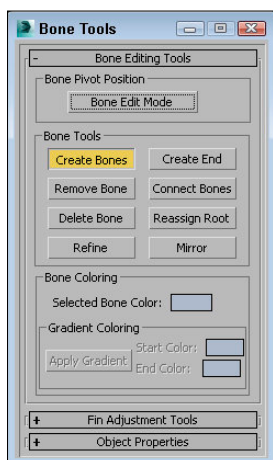 Bone Tools
- Bone Editing Tools
Bone Pivot Position
Bone Edit Mode
Bone Tools
Create Bones Create End
Remove Bone Connect Bones
Delete Bone Reassign Root
Refine Mirror
Bone Coloring
Selected Bone Color:
Gradient Coloring
Apply Gradient Start Color:
End Color:
+ Fin Adjustment Tools
+ Object Properties